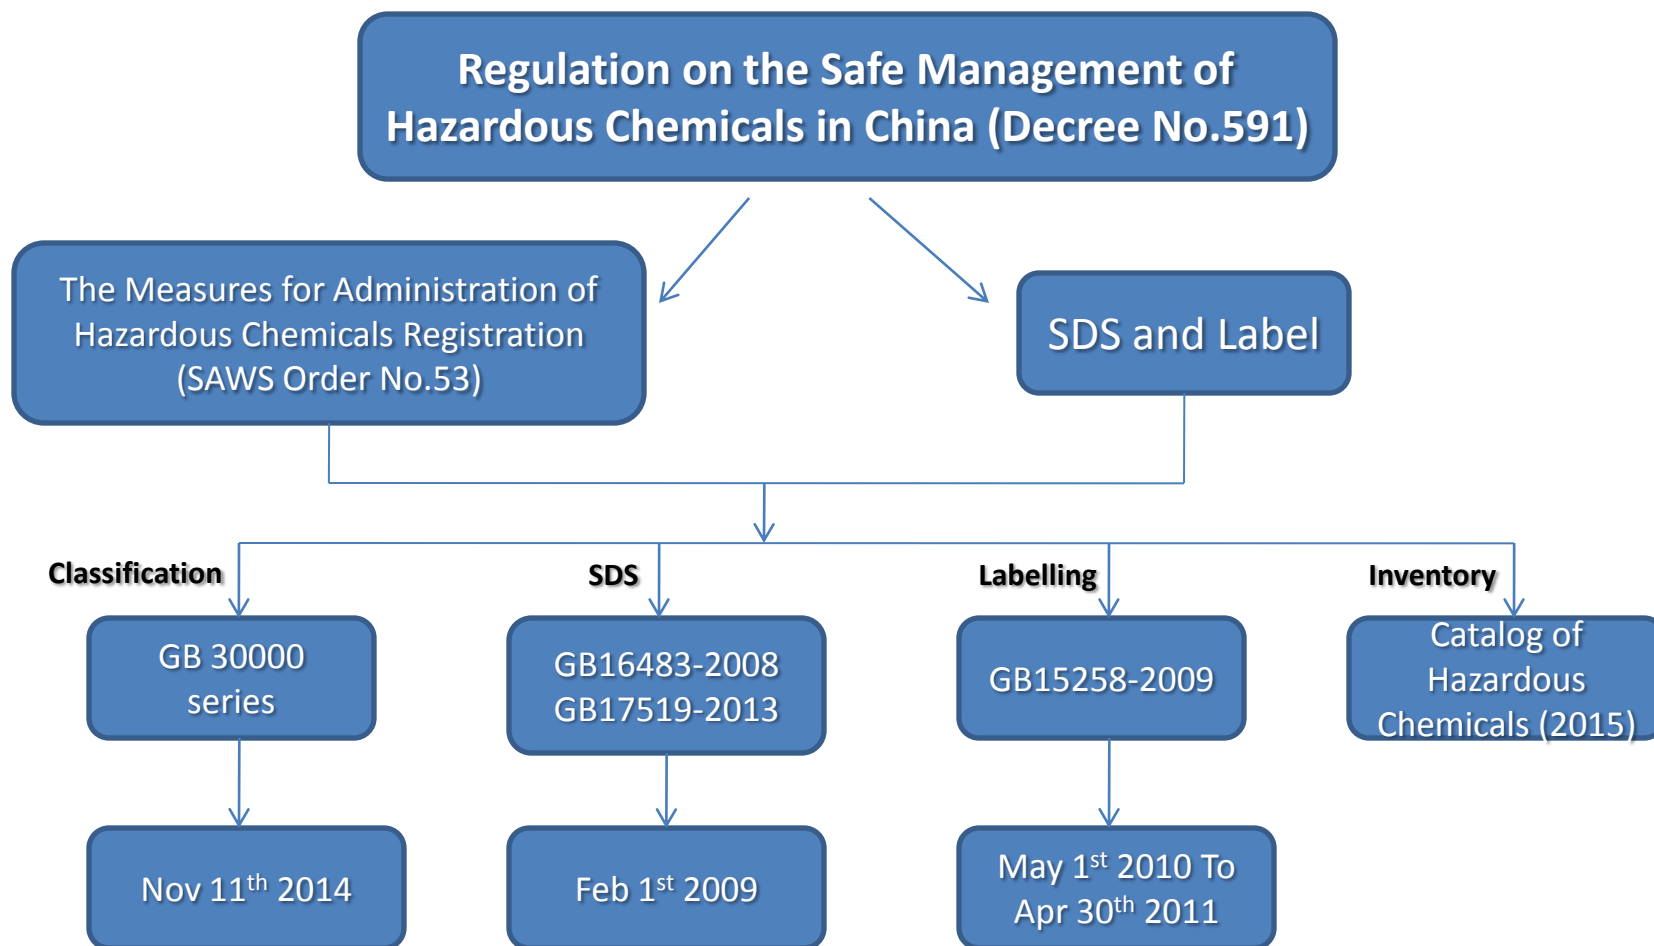 Regulation on the Safe Management of
Hazardous Chemicals in China (Decree No.591)
The Measures for Administration of
Hazardous Chemicals Registration
(SAWS Order No.53)
SDS and Label
Classification
SDS
Labelling
Inventory
GB 30000
series
GB16483-2008
GB17519-2013
GB15258-2009
Catalog of
Hazardous
Chemicals (2015)
Nov 11th 2014
Feb 1st 2009
May 1st 2010 To
Apr 30th 2011